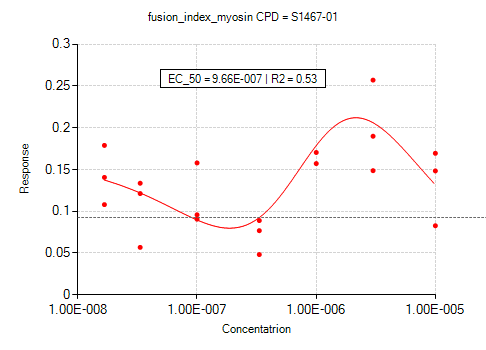 fusion_index_myosin CPD = S1467-01
EC_50 = 9.66E-007 | R2 = 0.53
Response
0.3
0.25
0.2
0.15
0.1
0.05
0
1.00E-008 1.00E-007 1.00E-006 1.00E-005
Concentatrion